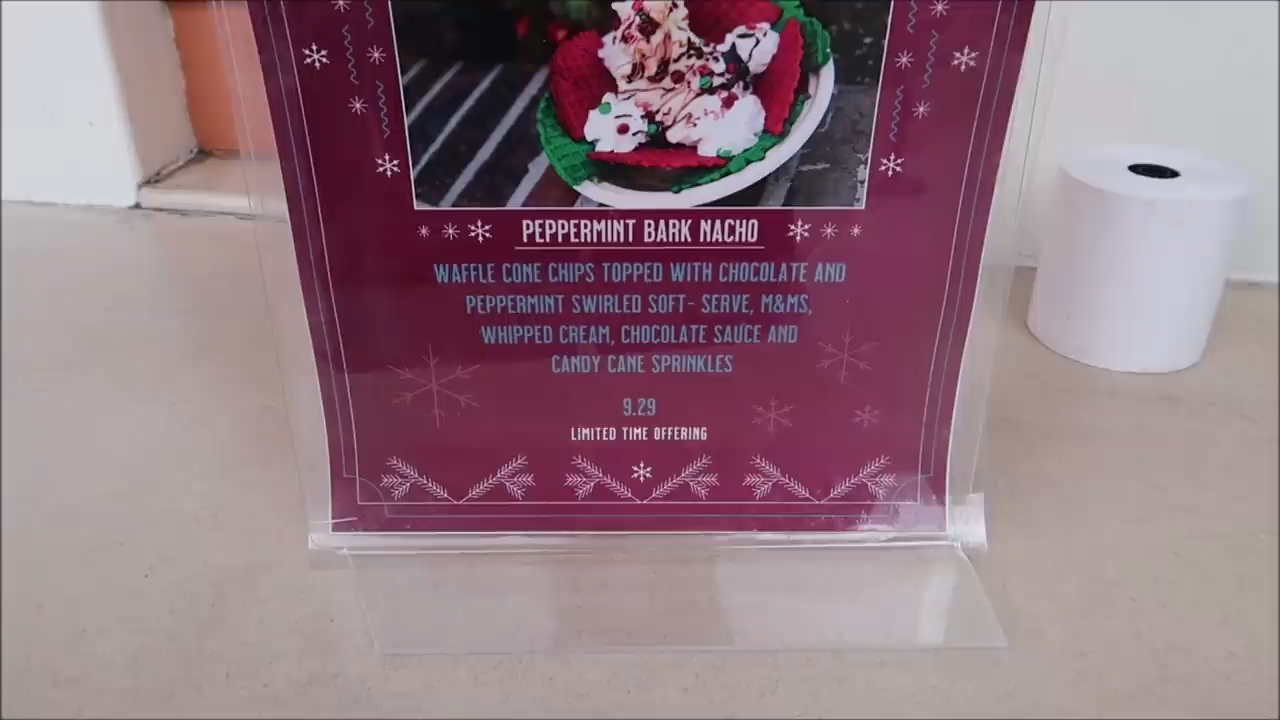 PEPPERMINT BARK NACHO
WAFFLE CONE CHIPS TOPPED WITH CHOCOLATE AND
PEPPERMINT SWIRLED SOFT- SERVE, M&MS,
WHIPPED CREAM, CHOCOLATE SAUCE AND
CANDY CANE SPRINKLES
9.29
LIMITED TIME OFFERING